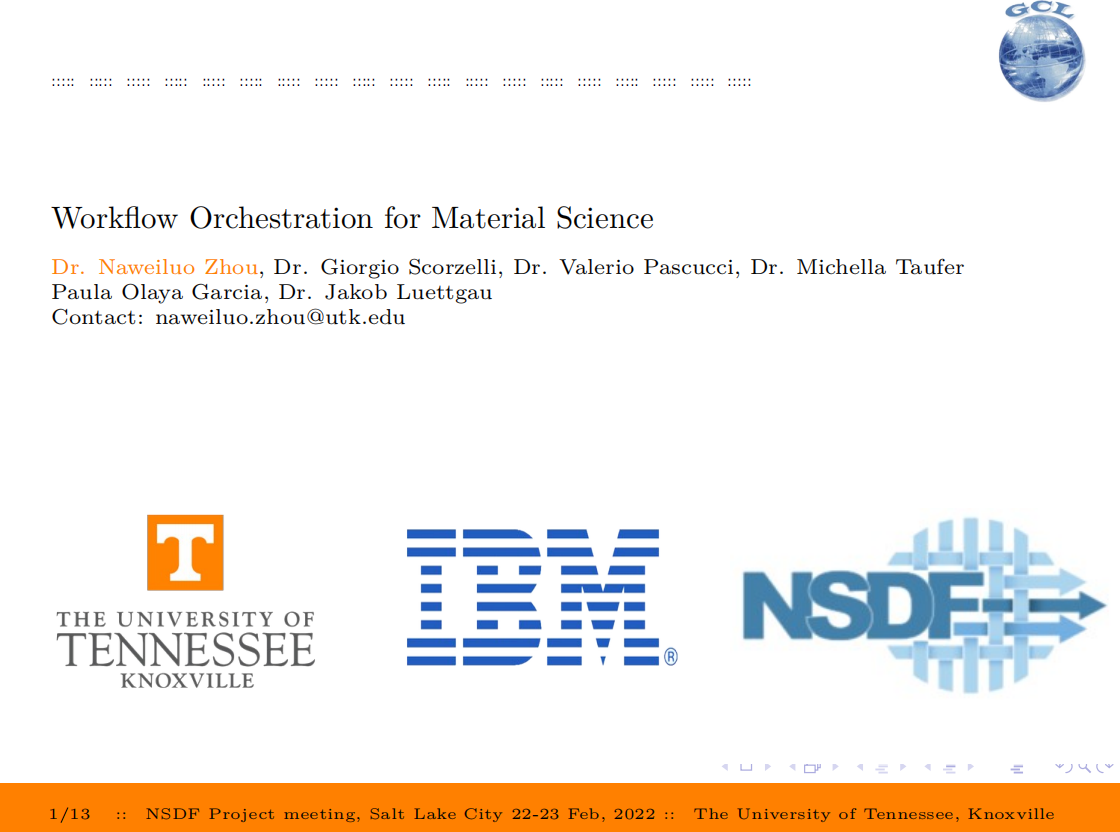 GCL
::::: ::::: ::::: ::::: ::::: ::::: ::::: ::::: ::::: ::::: ::::: ::::: ::::: ::::: ::::: ::::: ::::: ::::: :::::
Workflow Orchestration for Material Science
Dr. Naweiluo Zhou, Dr. Giorgio Scorzelli, Dr. Valerio Pascucci, Dr. Michella Taufer
Paula Olaya Garcia, Dr. Jakob Luettgau
Contact: naweiluo.zhou@utk.edu
T
THE UNIVERSITY OF
TENNESSEE
KNOXVILLE
IBM®
NSDF
1/13 :: NSDF Project meeting, Salt Lake City 22-23 Feb, 2022 :: The University of Tennessee, Knoxville